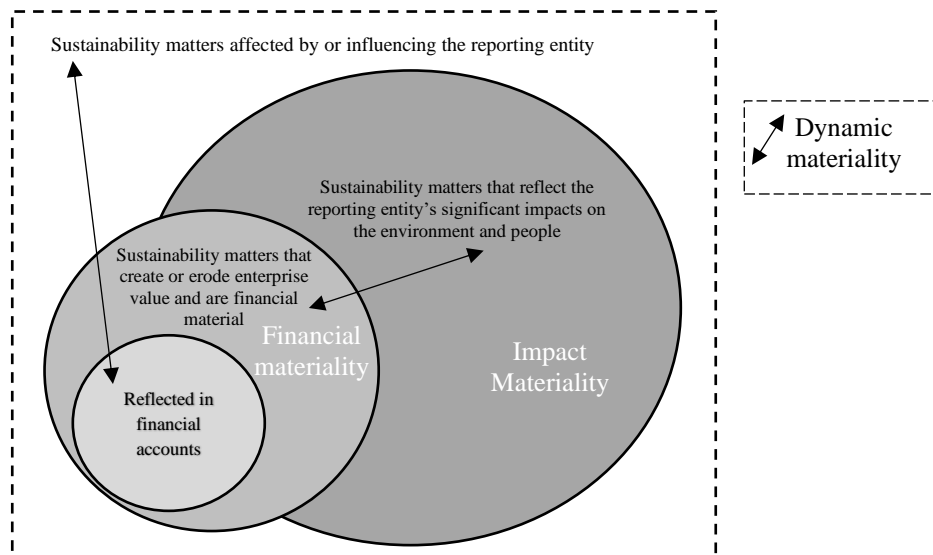 Sustainability matters affected by or influencing the reporting entity
Dynamic
materiality
Sustainability matters that reflect the
reporting entity’s significant impacts on
the environment and people
Sustainability matters that
create or erode enterprise
value and are financial
material
Financial
materiality
Impact
Materiality
Reflected in
financial
accounts